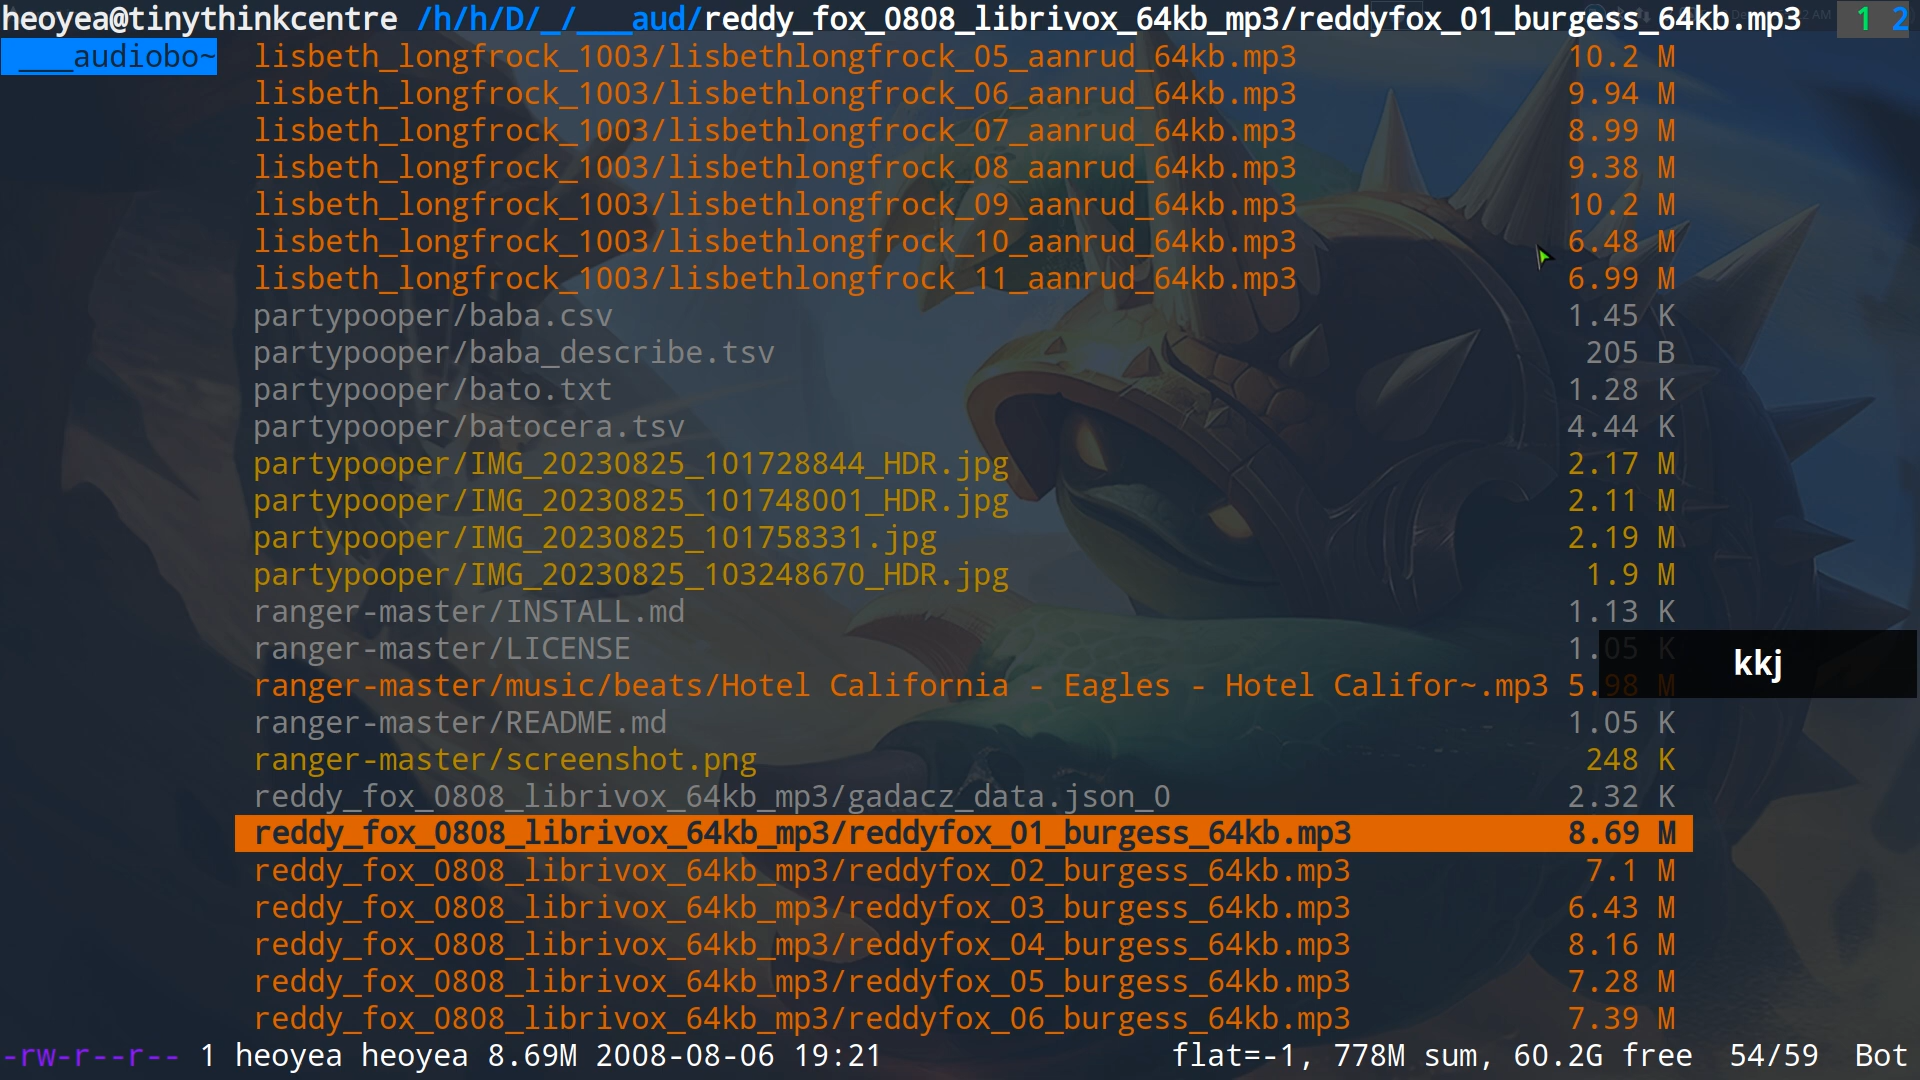 heoyea@tinythinkcentre /h/h/D/_/___aud/reddy_fox_0808_librivox_64kb_mp3/reddyfox_01_burgess_64kb.mp3 1 2
___audiobo~ lisbeth_longfrock_1003/lisbethlongfrock_05_aanrud_64kb.mp3 10.2 M
lisbeth_longfrock_1003/lisbethlongfrock_06_aanrud_64kb.mp3 9.94 M
lisbeth_longfrock_1003/lisbethlongfrock_07_aanrud_64kb.mp3 8.99 M
lisbeth_longfrock_1003/lisbethlongfrock_08_aanrud_64kb.mp3 9.38 M
lisbeth_longfrock_1003/lisbethlongfrock_09_aanrud_64kb.mp3 10.2 M
lisbeth_longfrock_1003/lisbethlongfrock_10_aanrud_64kb.mp3 6.48 M
lisbeth_longfrock_1003/lisbethlongfrock_11_aanrud_64kb.mp3 6.99 M
partypooper/baba.csv 1.45 K
partypooper/baba_describe.tsv 205 B
partypooper/bato.txt 1.28 K
partypooper/batocera.tsv 4.44 K
partypooper/IMG_20230825_101728844_HDR.jpg 2.17 M
partypooper/IMG_20230825_101748001_HDR.jpg 2.11 M
partypooper/IMG_20230825_101758331.jpg 2.19 M
partypooper/IMG_20230825_103248670_HDR.jpg 1.9 M
ranger-master/INSTALL.md 1.13 K
ranger-master/LICENSE 1.05 K
kkj
ranger-master/music/beats/Hotel California - Eagles - Hotel Califor~.mp3 5.98 M
ranger-master/README.md 1.05 K
ranger-master/screenshot.png 248 K
reddy_fox_0808_librivox_64kb_mp3/gadacz_data.json_0 2.32 K
reddy_fox_0808_librivox_64kb_mp3/reddyfox_01_burgess_64kb.mp3 8.69 M
reddy_fox_0808_librivox_64kb_mp3/reddyfox_02_burgess_64kb.mp3 7.1 M
reddy_fox_0808_librivox_64kb_mp3/reddyfox_03_burgess_64kb.mp3 6.43 M
reddy_fox_0808_librivox_64kb_mp3/reddyfox_04_burgess_64kb.mp3 8.16 M
reddy_fox_0808_librivox_64kb_mp3/reddyfox_05_burgess_64kb.mp3 7.28 M
reddy_fox_0808_librivox_64kb_mp3/reddyfox_06_burgess_64kb.mp3 7.39 M
-rw-r--r-- 1 heoyea heoyea 8.69M 2008-08-06 19:21 flat=-1, 778M sum, 60.2G free 54/59 Bot